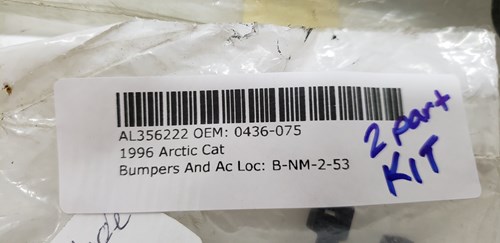 AL356222 OEM: 0436-075
1996 Arctic Cat
Bumpers And Ac Loc: B-NM-2-53
2 part
KIT